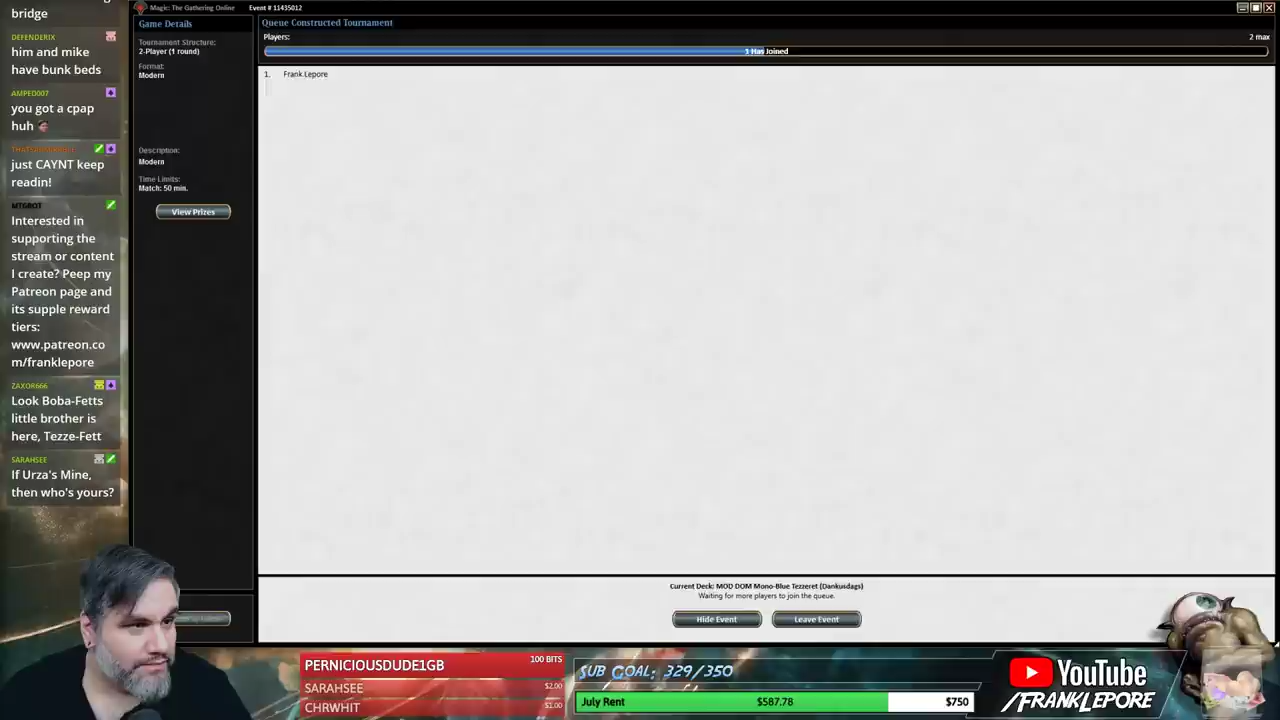 bridge
DEFENDERIX
him and mike
have bunk beds
AMPED007
you got a cpap
huh
just CAYNT keep
readin!
MTGBOT
Interested in
supporting the
stream or content
I create? Peep my
Patreon page and
its supple reward
tiers:
www.patreon.co
m/franklepore
ZAXOR666
Look Boba-Fetts
little brother is
here, Tezze-Fett
SARAHSEE
If Urza's Mine,
then who's yours?
Magic: The Gathering Online
Event # 11435012
Game Details
Tournament Structure:
2-Player (1 round)
Format:
Modern
Description:
Modern
Time Limits:
Match: 50 min.
View Prizes
Queue Constructed Tournament
Players:
2 max
1 Has Joined
1. Frank Lepore
Current Deck: MOD DOM Mono-Blue Tezzeret (Dankusdags)
Waiting for more players to join the queue.
Hide Event
Leave Event
PERNICIOUSDUDE1GB 100 BITS
SARAHSEE $2.00
CHRWHIT $1.00
SUB GOAL: 329/350
July Rent $587.78 $750
YouTube
/FRANKLEPORE